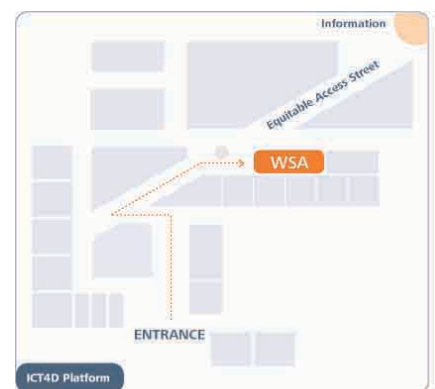 Information
Equitable Access Street
WSA
ENTRANCE
ICT4D Platform